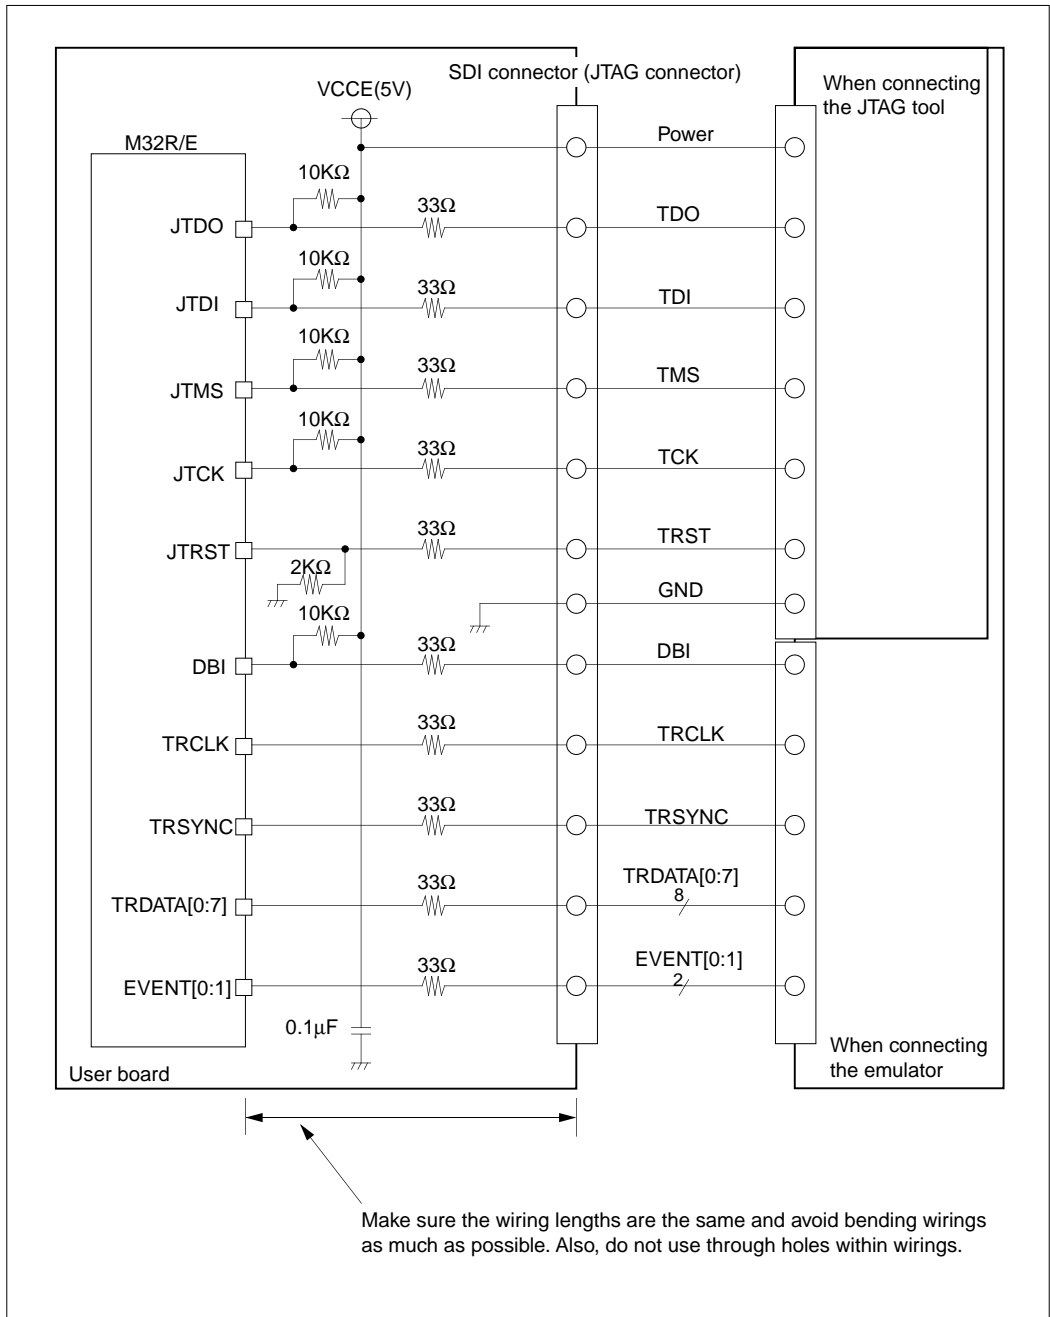 SDI connector (JTAG connector)
When connecting
the JTAG tool
VCCE(5V)
Power
M32R/E
10KΩ
33Ω
TDO
JTDO
10KΩ
33Ω
TDI
JTDI
10KΩ
33Ω
TMS
JTMS
10KΩ
33Ω
TCK
JTCK
33Ω
TRST
JTRST
2KΩ
GND
10KΩ
33Ω
DBI
DBI
33Ω
TRCLK
TRCLK
33Ω
TRSYNC
TRSYNC
33Ω
TRDATA[0:7]
8
TRDATA[0:7]
33Ω
EVENT[0:1]
2
EVENT[0:1]
0.1µF
When connecting
the emulator
User board
Make sure the wiring lengths are the same and avoid bending wirings
as much as possible. Also, do not use through holes within wirings.